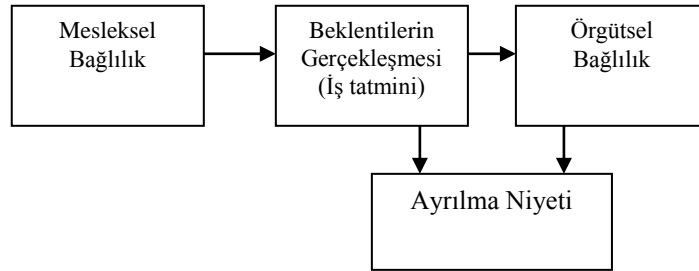 Mesleksel
Bağlılık
Beklentilerin
Gerçekleşmesi
(İş tatmini)
Örgütsel
Bağlılık
Ayrılma Niyeti